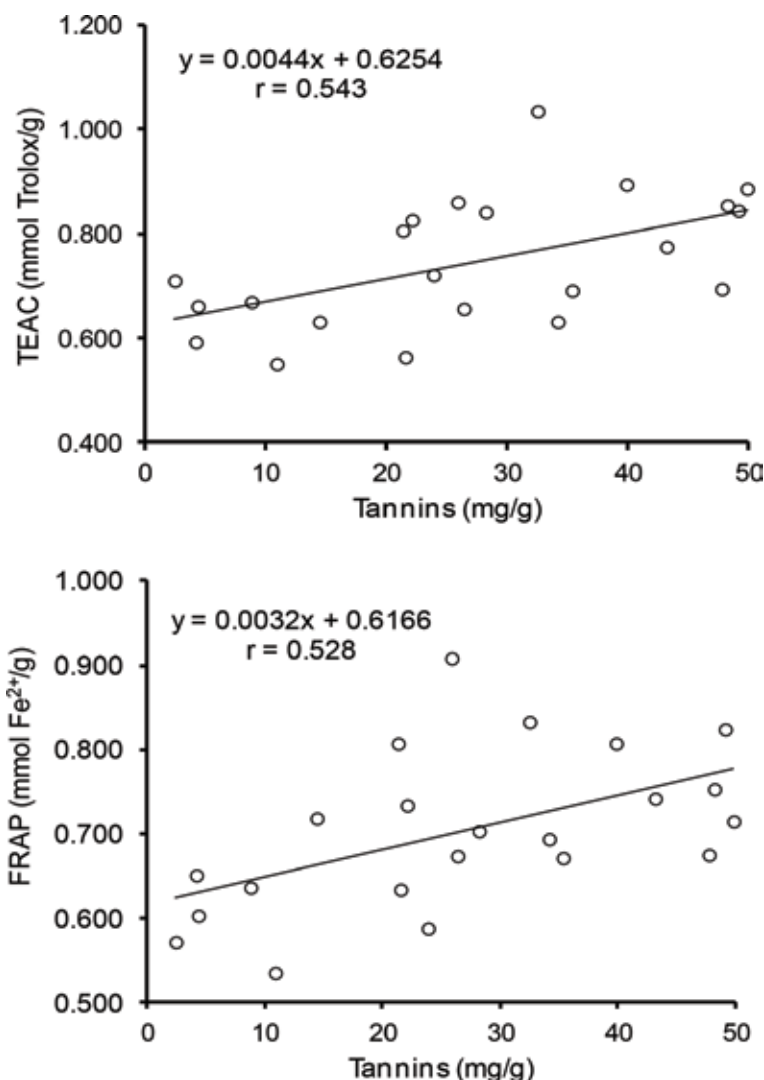 1.200
y = 0.0044x + 0.6254
r = 0.543
1.000
0.800
0.600
0.400
TEAC (mmol Trolox/g)
0 10 20 30 40 50
Tannins (mg/g)
1.000
y = 0.0032x + 0.6166
r = 0.528
0.900
0.800
0.700
0.600
0.500
FRAP (mmol Fe²⁺/g)
0 10 20 30 40 50
Tannins (mg/g)